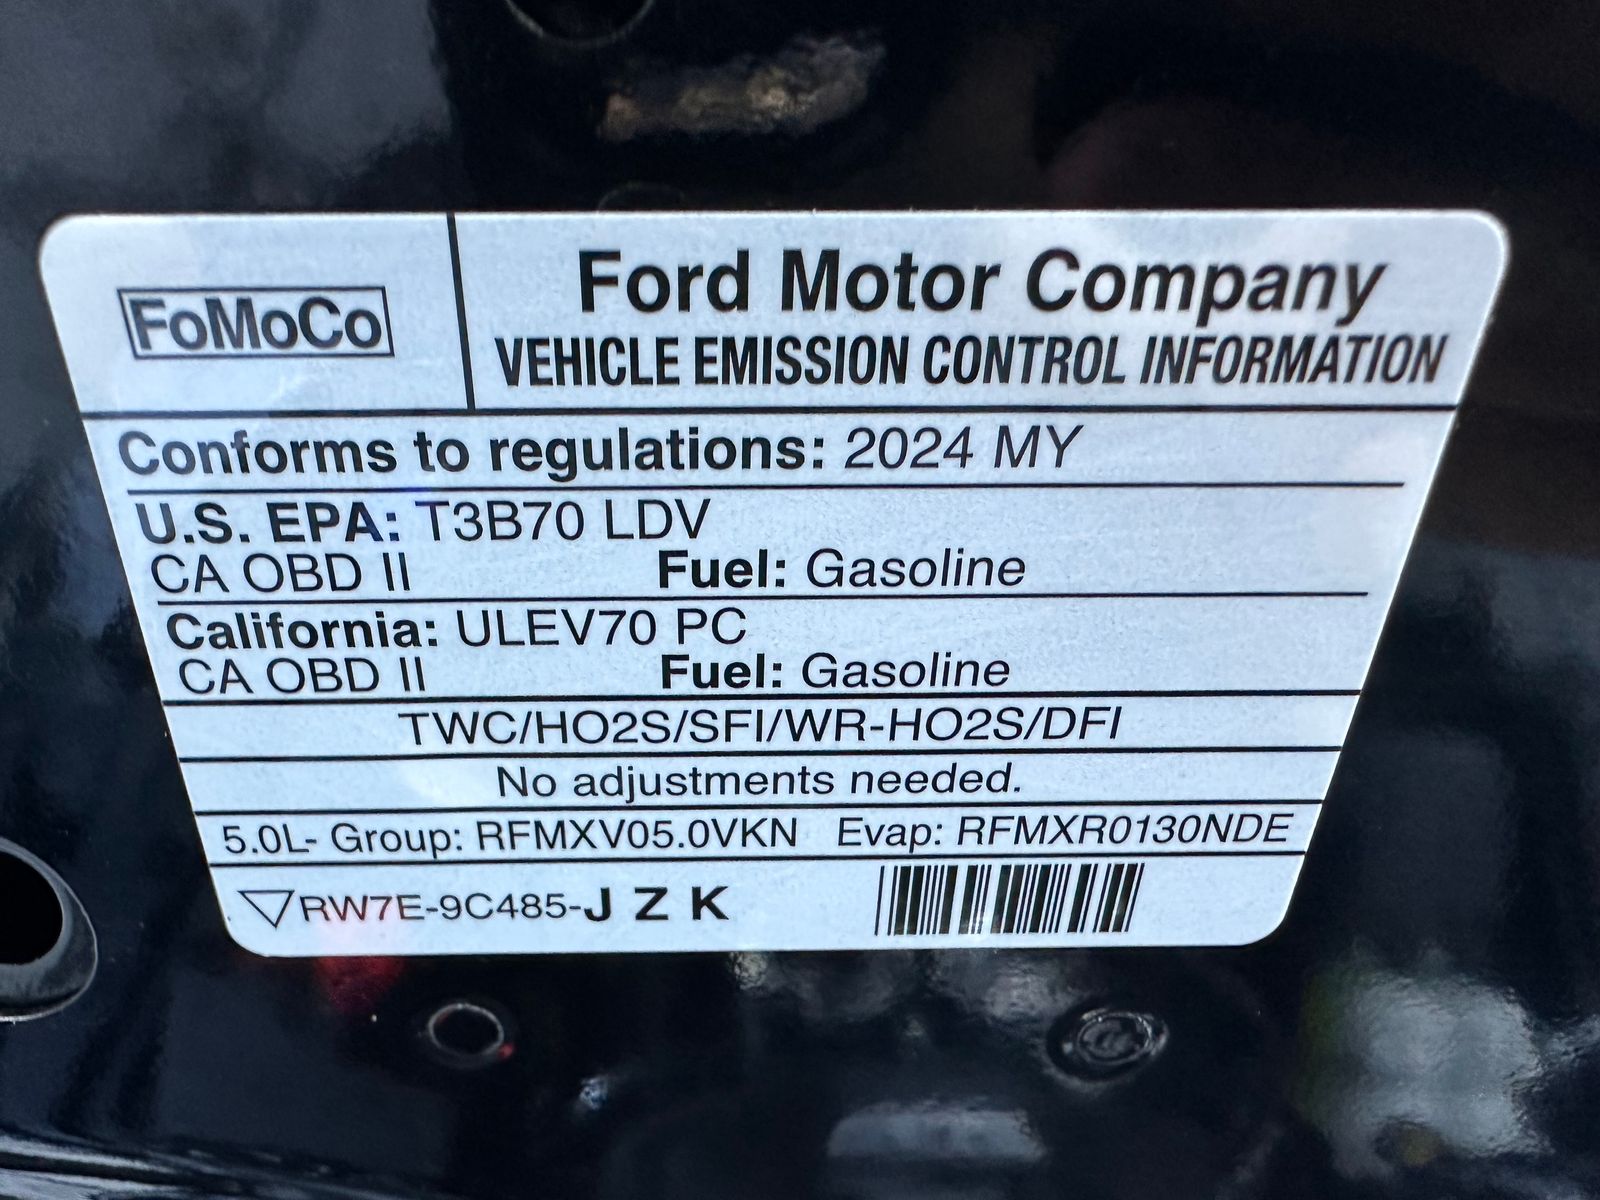 FoMoCo
Ford Motor Company
VEHICLE EMISSION CONTROL INFORMATION
Conforms to regulations: 2024 MY
U.S. EPA: T3B70 LDV
CA OBD II Fuel: Gasoline
California: ULEV70 PC
CA OBD II Fuel: Gasoline
TWC/HO2S/SFI/WR-HO2S/DFI
No adjustments needed.
5.0L- Group: RFMXV05.0VKN Evap: RFMXR0130NDE
RW7E-9C485-J Z K